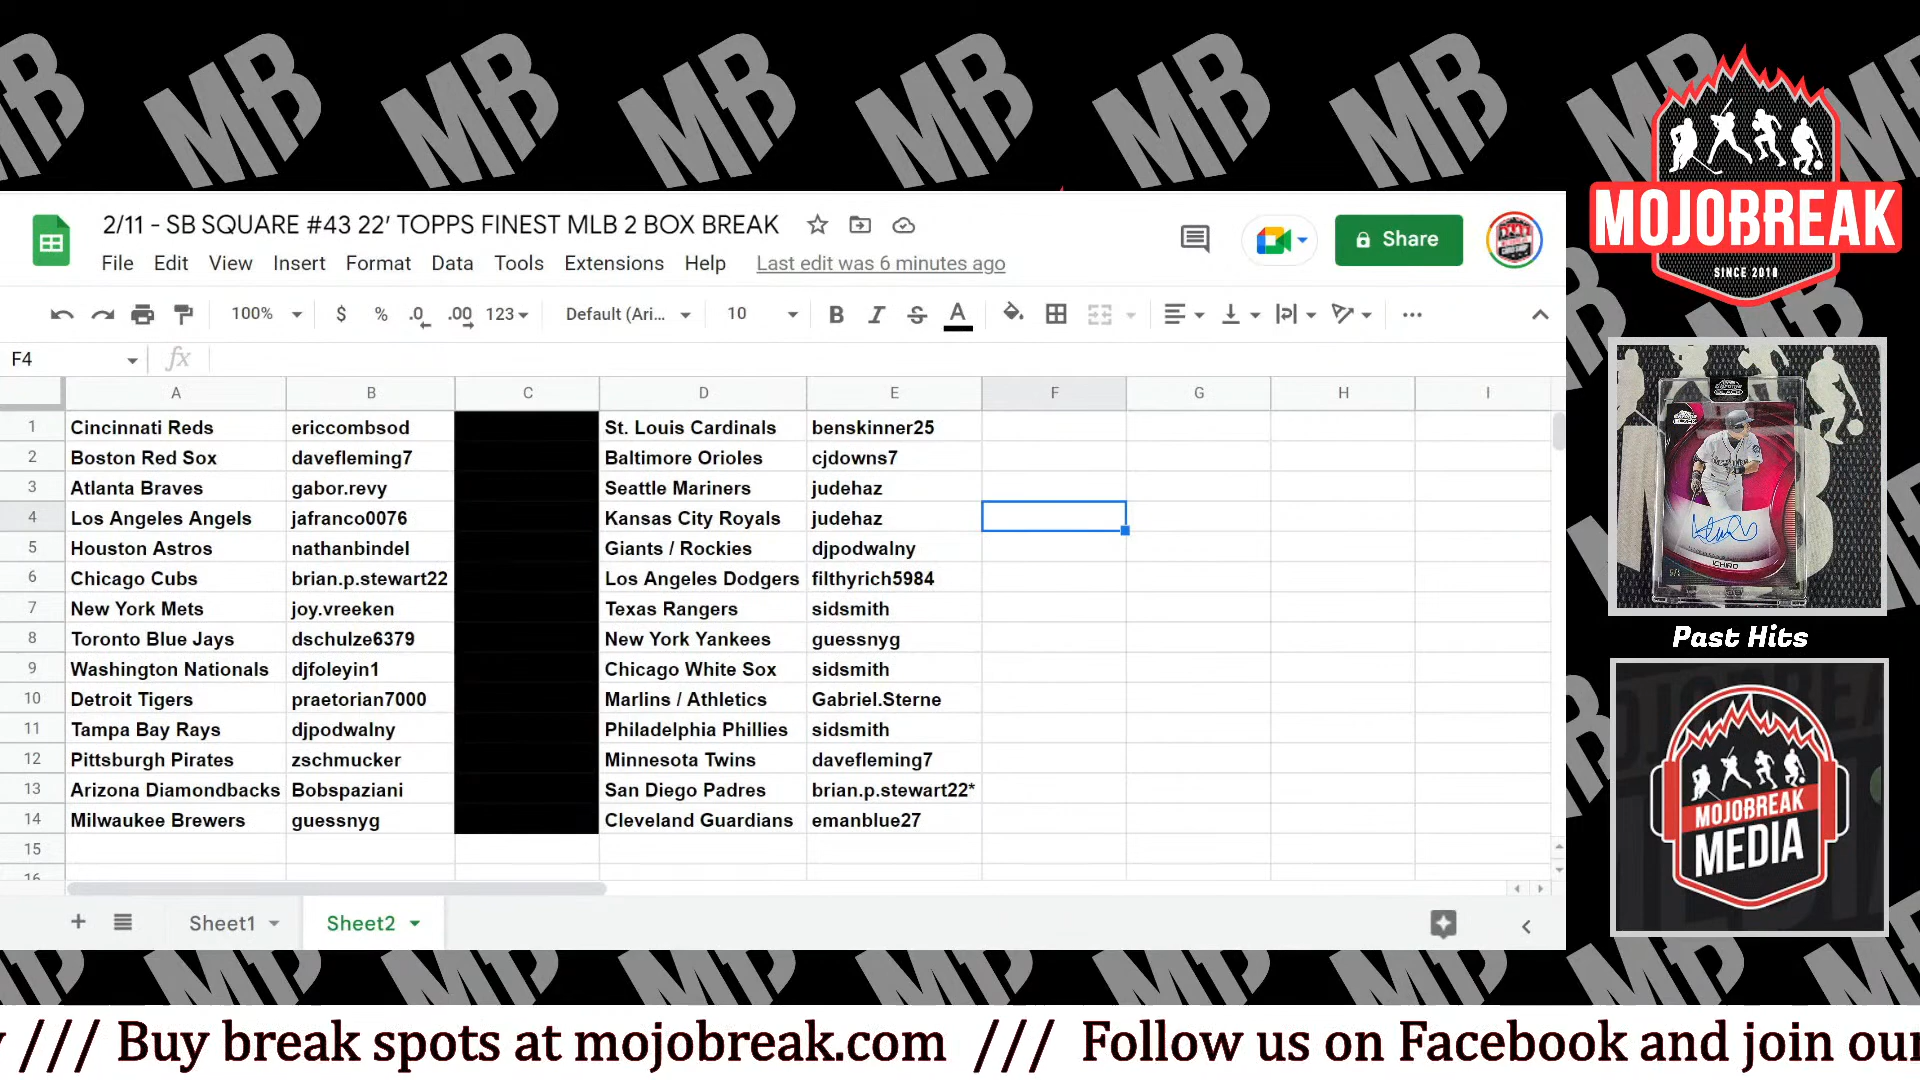 MOJOBREAK
SINCE 2010
2/11 - SB SQUARE #43 22′ TOPPS FINEST MLB 2 BOX BREAK
Share
File Edit View Insert Format Data Tools Extensions Help Last edit was 6 minutes ago
100% $ % .0 .00 123 Default (Ari... 10 B I S A
F4 fx
A B C D E F G H I
1 Cincinnati Reds ericcombsod St. Louis Cardinals benskinner25
2 Boston Red Sox davefleming7 Baltimore Orioles cjdowns7
3 Atlanta Braves gabor.revy Seattle Mariners judehaz
4 Los Angeles Angels jafranco0076 Kansas City Royals judehaz
5 Houston Astros nathanbindel Giants / Rockies djpodwalny
6 Chicago Cubs brian.p.stewart22 Los Angeles Dodgers filthyrich5984
7 New York Mets joy.vreeken Texas Rangers sidsmith
8 Toronto Blue Jays dschulze6379 New York Yankees guessnyg
9 Washington Nationals djfoleyin1 Chicago White Sox sidsmith
10 Detroit Tigers praetorian7000 Marlins / Athletics Gabriel.Sterne
11 Tampa Bay Rays djpodwalny Philadelphia Phillies sidsmith
12 Pittsburgh Pirates zschmucker Minnesota Twins davefleming7
13 Arizona Diamondbacks Bobspaziani San Diego Padres brian.p.stewart22*
14 Milwaukee Brewers guessnyg Cleveland Guardians emanblue27
15
16
Sheet1 Sheet2
ICHIRO
Past Hits
MOJOBREAK
MEDIA
/// Buy break spots at mojobreak.com /// Follow us on Facebook and join our